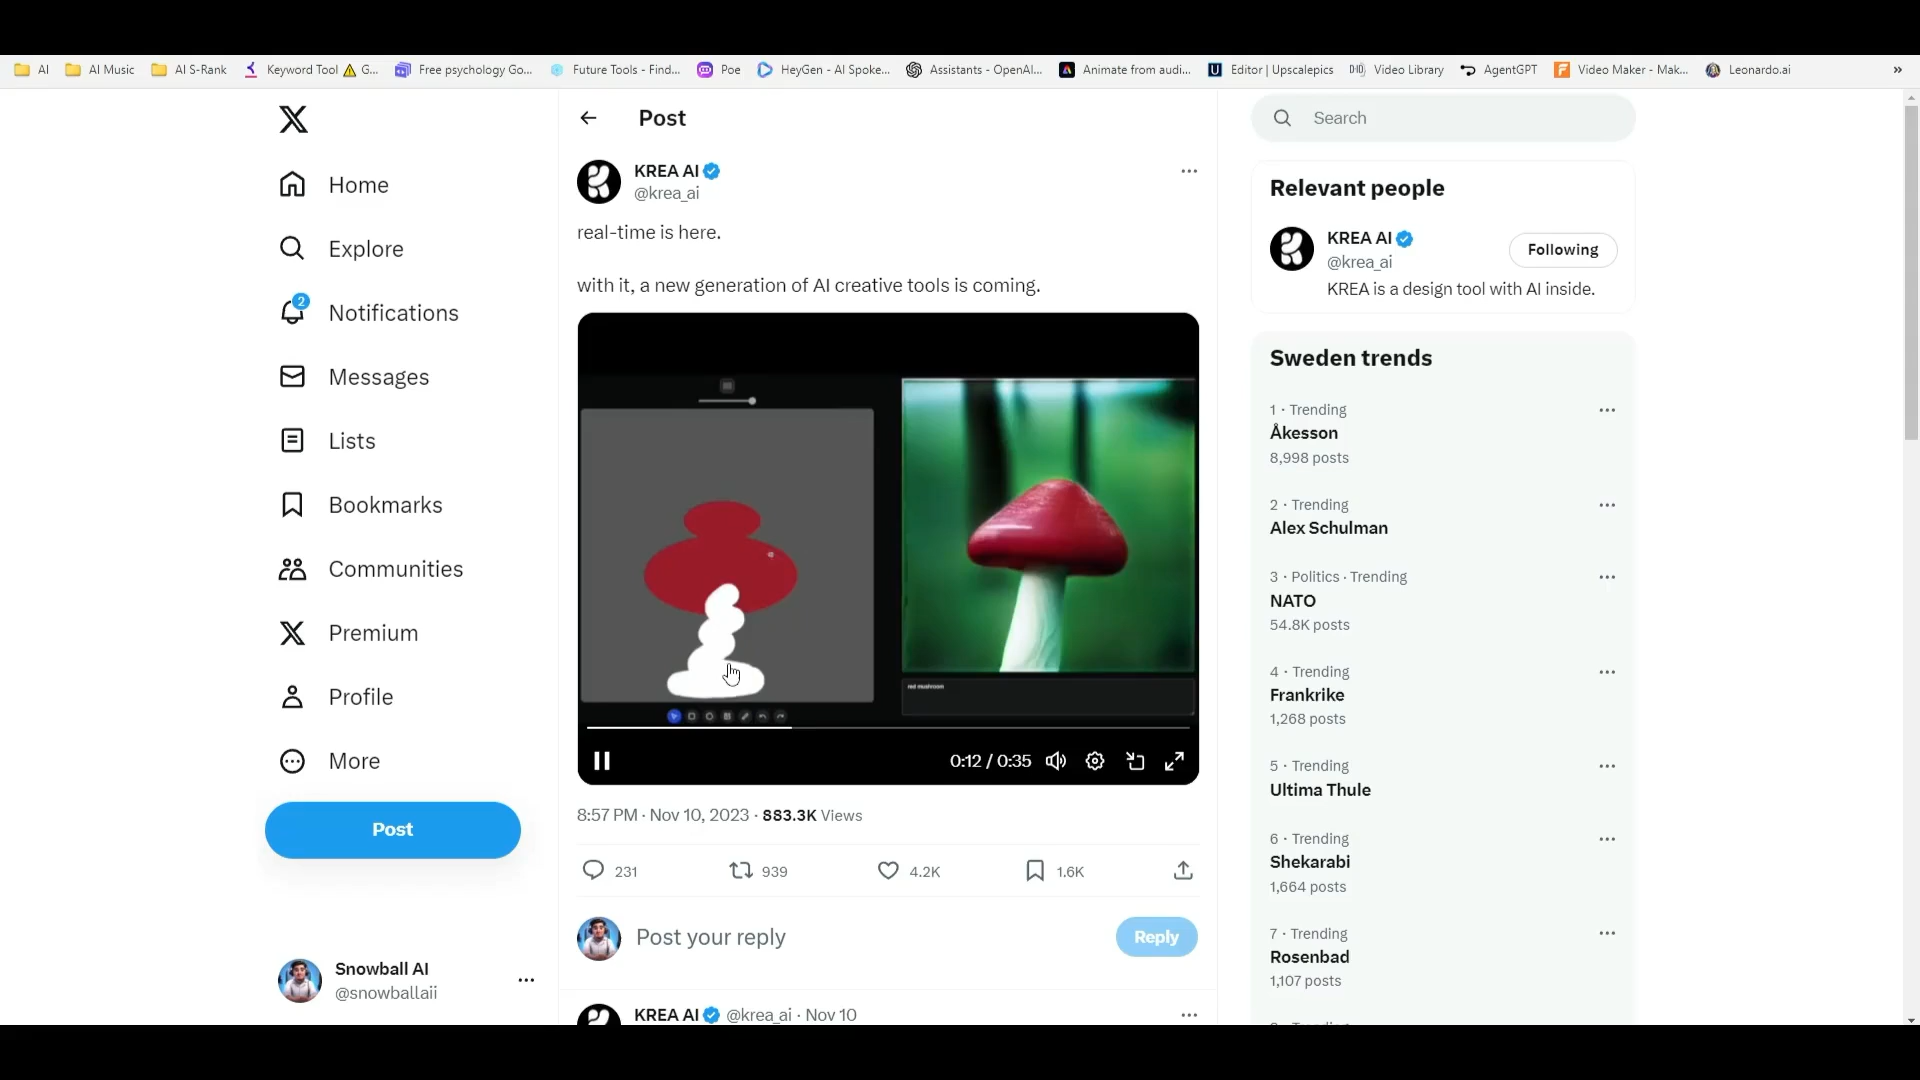 AI
AI Music
AI S-Rank
Keyword Tool
G...
Free psychology Go...
Future Tools - Find...
Poe
HeyGen - AI Spoke...
Assistants - OpenAI...
Animate from audi...
Editor | Upscalepics
Video Library
AgentGPT
Video Maker - Mak...
Leonardo.ai
»
Home
Explore
2
Notifications
Messages
Lists
Bookmarks
Communities
Premium
Profile
More
Post
Snowball AI
@snowballaii
Post
KREA AI
@krea_ai
real-time is here.
with it, a new generation of AI creative tools is coming.
red mushroom
0:12 / 0:35
8:57 PM · Nov 10, 2023 · 883.3K Views
231
939
4.2K
1.6K
Post your reply
Reply
KREA AI @krea_ai · Nov 10
Search
Relevant people
KREA AI
@krea_ai
Following
KREA is a design tool with AI inside.
Sweden trends
1 · Trending
Åkesson
8,998 posts
2 · Trending
Alex Schulman
3 · Politics · Trending
NATO
54.8K posts
4 · Trending
Frankrike
1,268 posts
5 · Trending
Ultima Thule
6 · Trending
Shekarabi
1,664 posts
7 · Trending
Rosenbad
1,107 posts